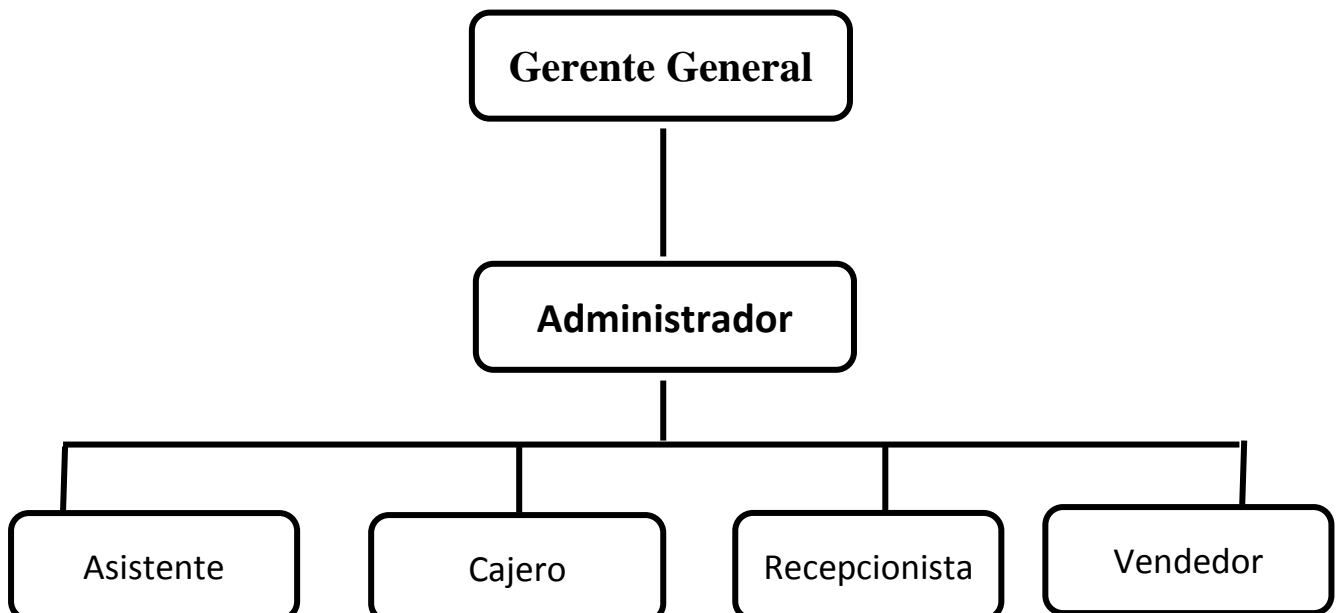 Gerente General
Administrador
Asistente
Cajero
Recepcionista
Vendedor